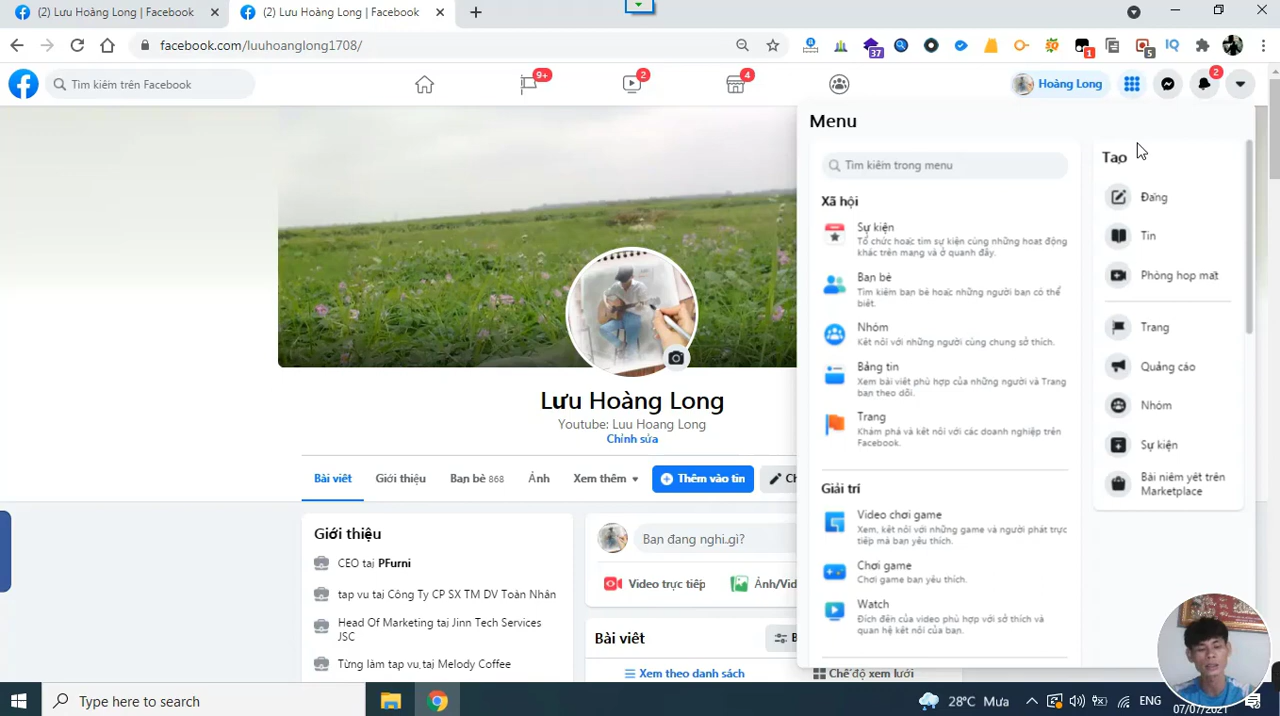 (2) Lưu Hoàng Long | Facebook
(2) Lưu Hoàng Long | Facebook
facebook.com/luuhoanglong1708/
37
1
5
Tìm kiếm trên Facebook
9+
2
4
Hoàng Long
2
Menu
Tìm kiếm trong menu
Xã hội
Sự kiện
Tổ chức hoặc tìm sự kiện cùng những hoạt động
khác trên mạng và ở quanh đây.
Bạn bè
Tìm kiếm bạn bè hoặc những người bạn có thể
biết.
Nhóm
Kết nối với những người cùng chung sở thích.
Bảng tin
Xem bài viết phù hợp của những người và Trang
bạn theo dõi.
Trang
Khám phá và kết nối với các doanh nghiệp trên
Facebook.
Giải trí
Video chơi game
Xem, kết nối với những game và người phát trực
tiếp mà bạn yêu thích.
Chơi game
Chơi game bạn yêu thích.
Watch
Đích đến của video phù hợp với sở thích và
quan hệ kết nối của bạn.
Tạo
Đăng
Tin
Phòng họp mặt
Trang
Quảng cáo
Nhóm
Sự kiện
Bài niêm yết trên
Marketplace
Lưu Hoàng Long
Youtube: Luu Hoang Long
Chỉnh sửa
Bài viết
Giới thiệu
Bạn bè 868
Ảnh
Xem thêm
Thêm vào tin
Ch
Giới thiệu
CEO tại PFurni
tạp vụ tại Công Ty CP SX TM DV Toàn Nhân
Head Of Marketing tại Jinn Tech Services
JSC
Từng làm tạp vụ tại Melody Coffee
Bạn đang nghĩ gì?
Video trực tiếp
Ảnh/Vid
Bài viết
B
Xem theo danh sách
Chế độ xem lưới
Type here to search
28°C Mưa
ENG
07/07/2021